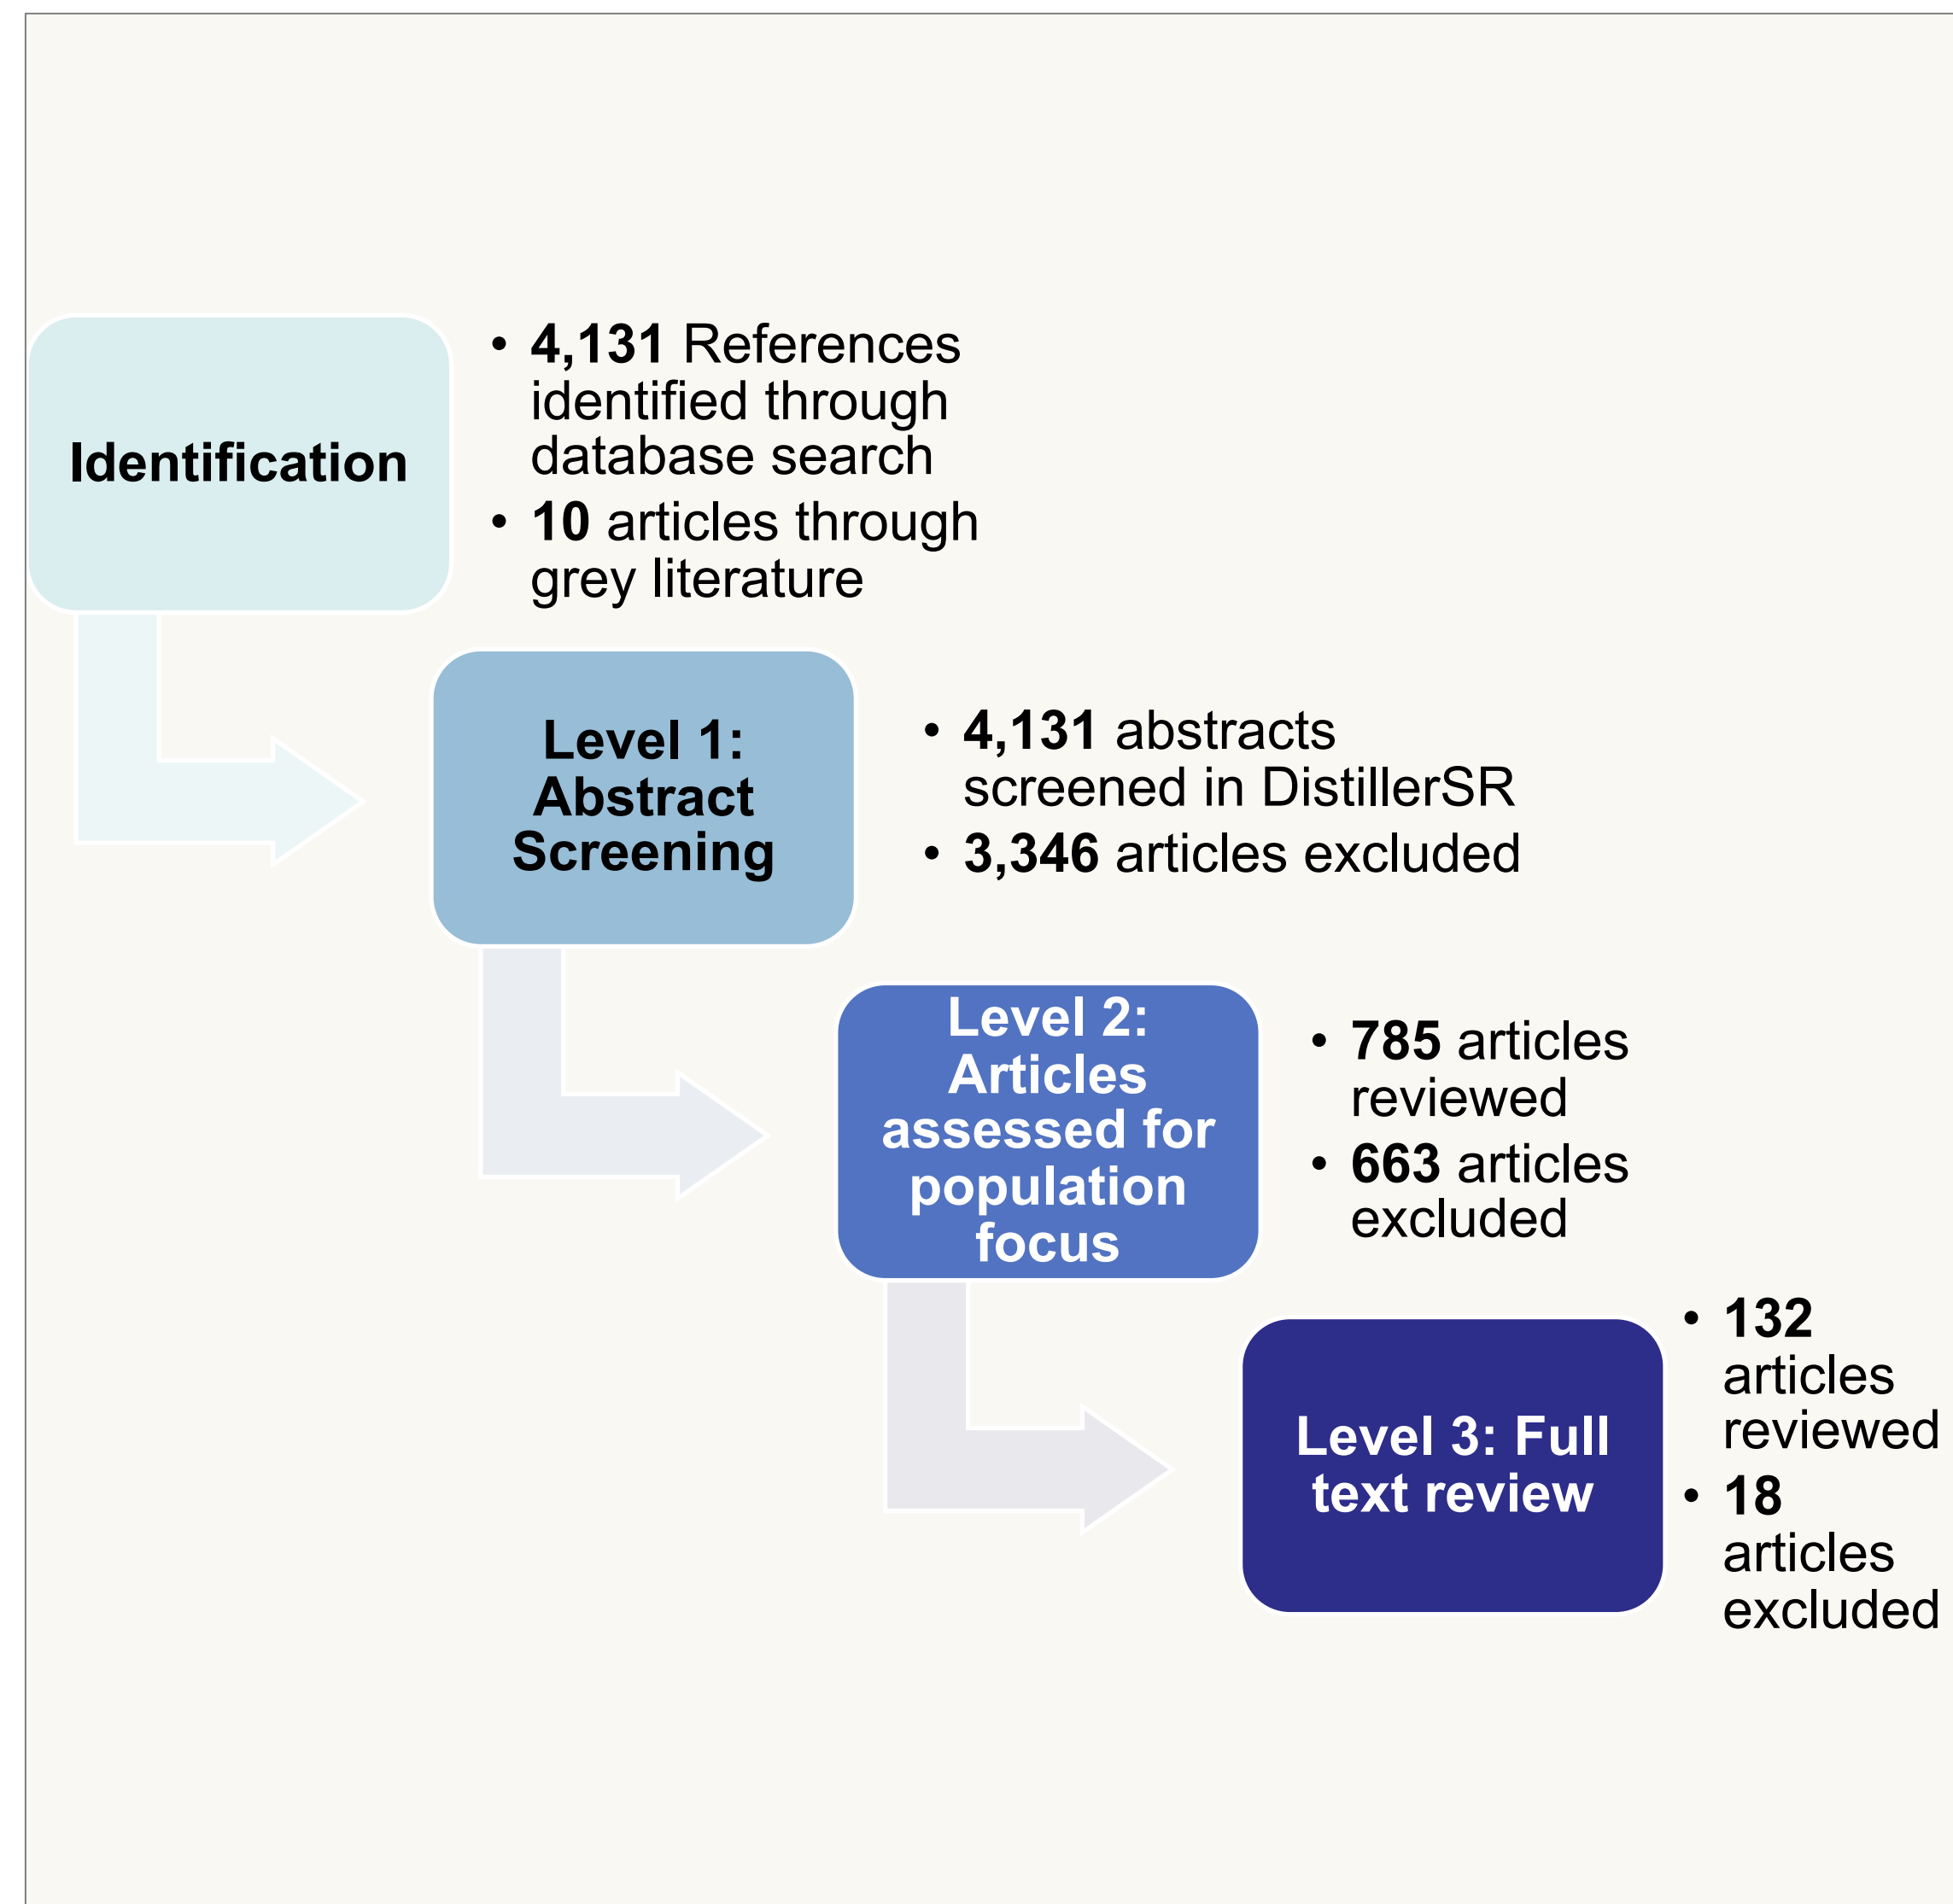 Identification
• 4,131 References
identified through
database search
• 10 articles through
grey literature
Level 1:
Abstract
Screening
• 4,131 abstracts
screened in DistillerSR
• 3,346 articles excluded
Level 2:
Articles
assessed for
population
focus
• 785 articles
reviewed
• 663 articles
excluded
Level 3: Full
text review
• 132
articles
reviewed
• 18
articles
excluded